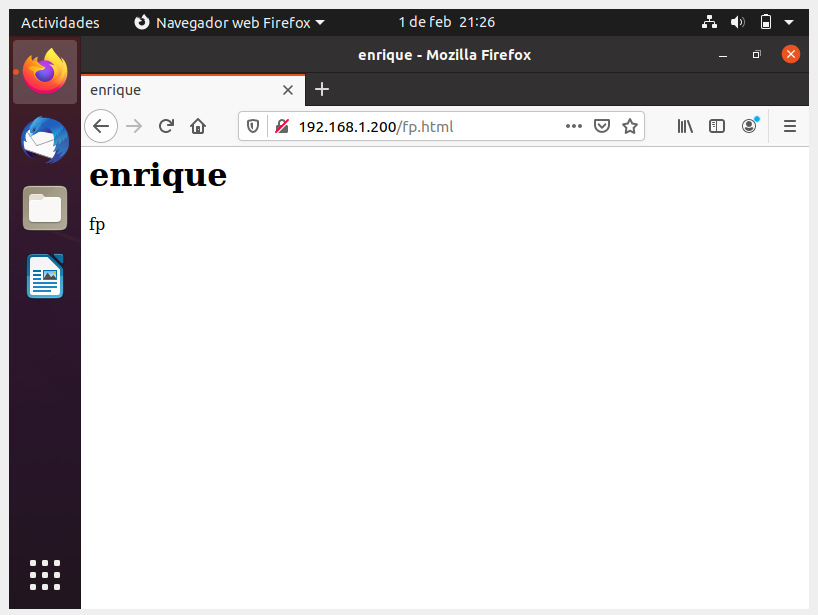 Actividades Navegador web Firefox 1 de feb 21:26
enrique - Mozilla Firefox
enrique
192.168.1.200/fp.html
enrique
fp